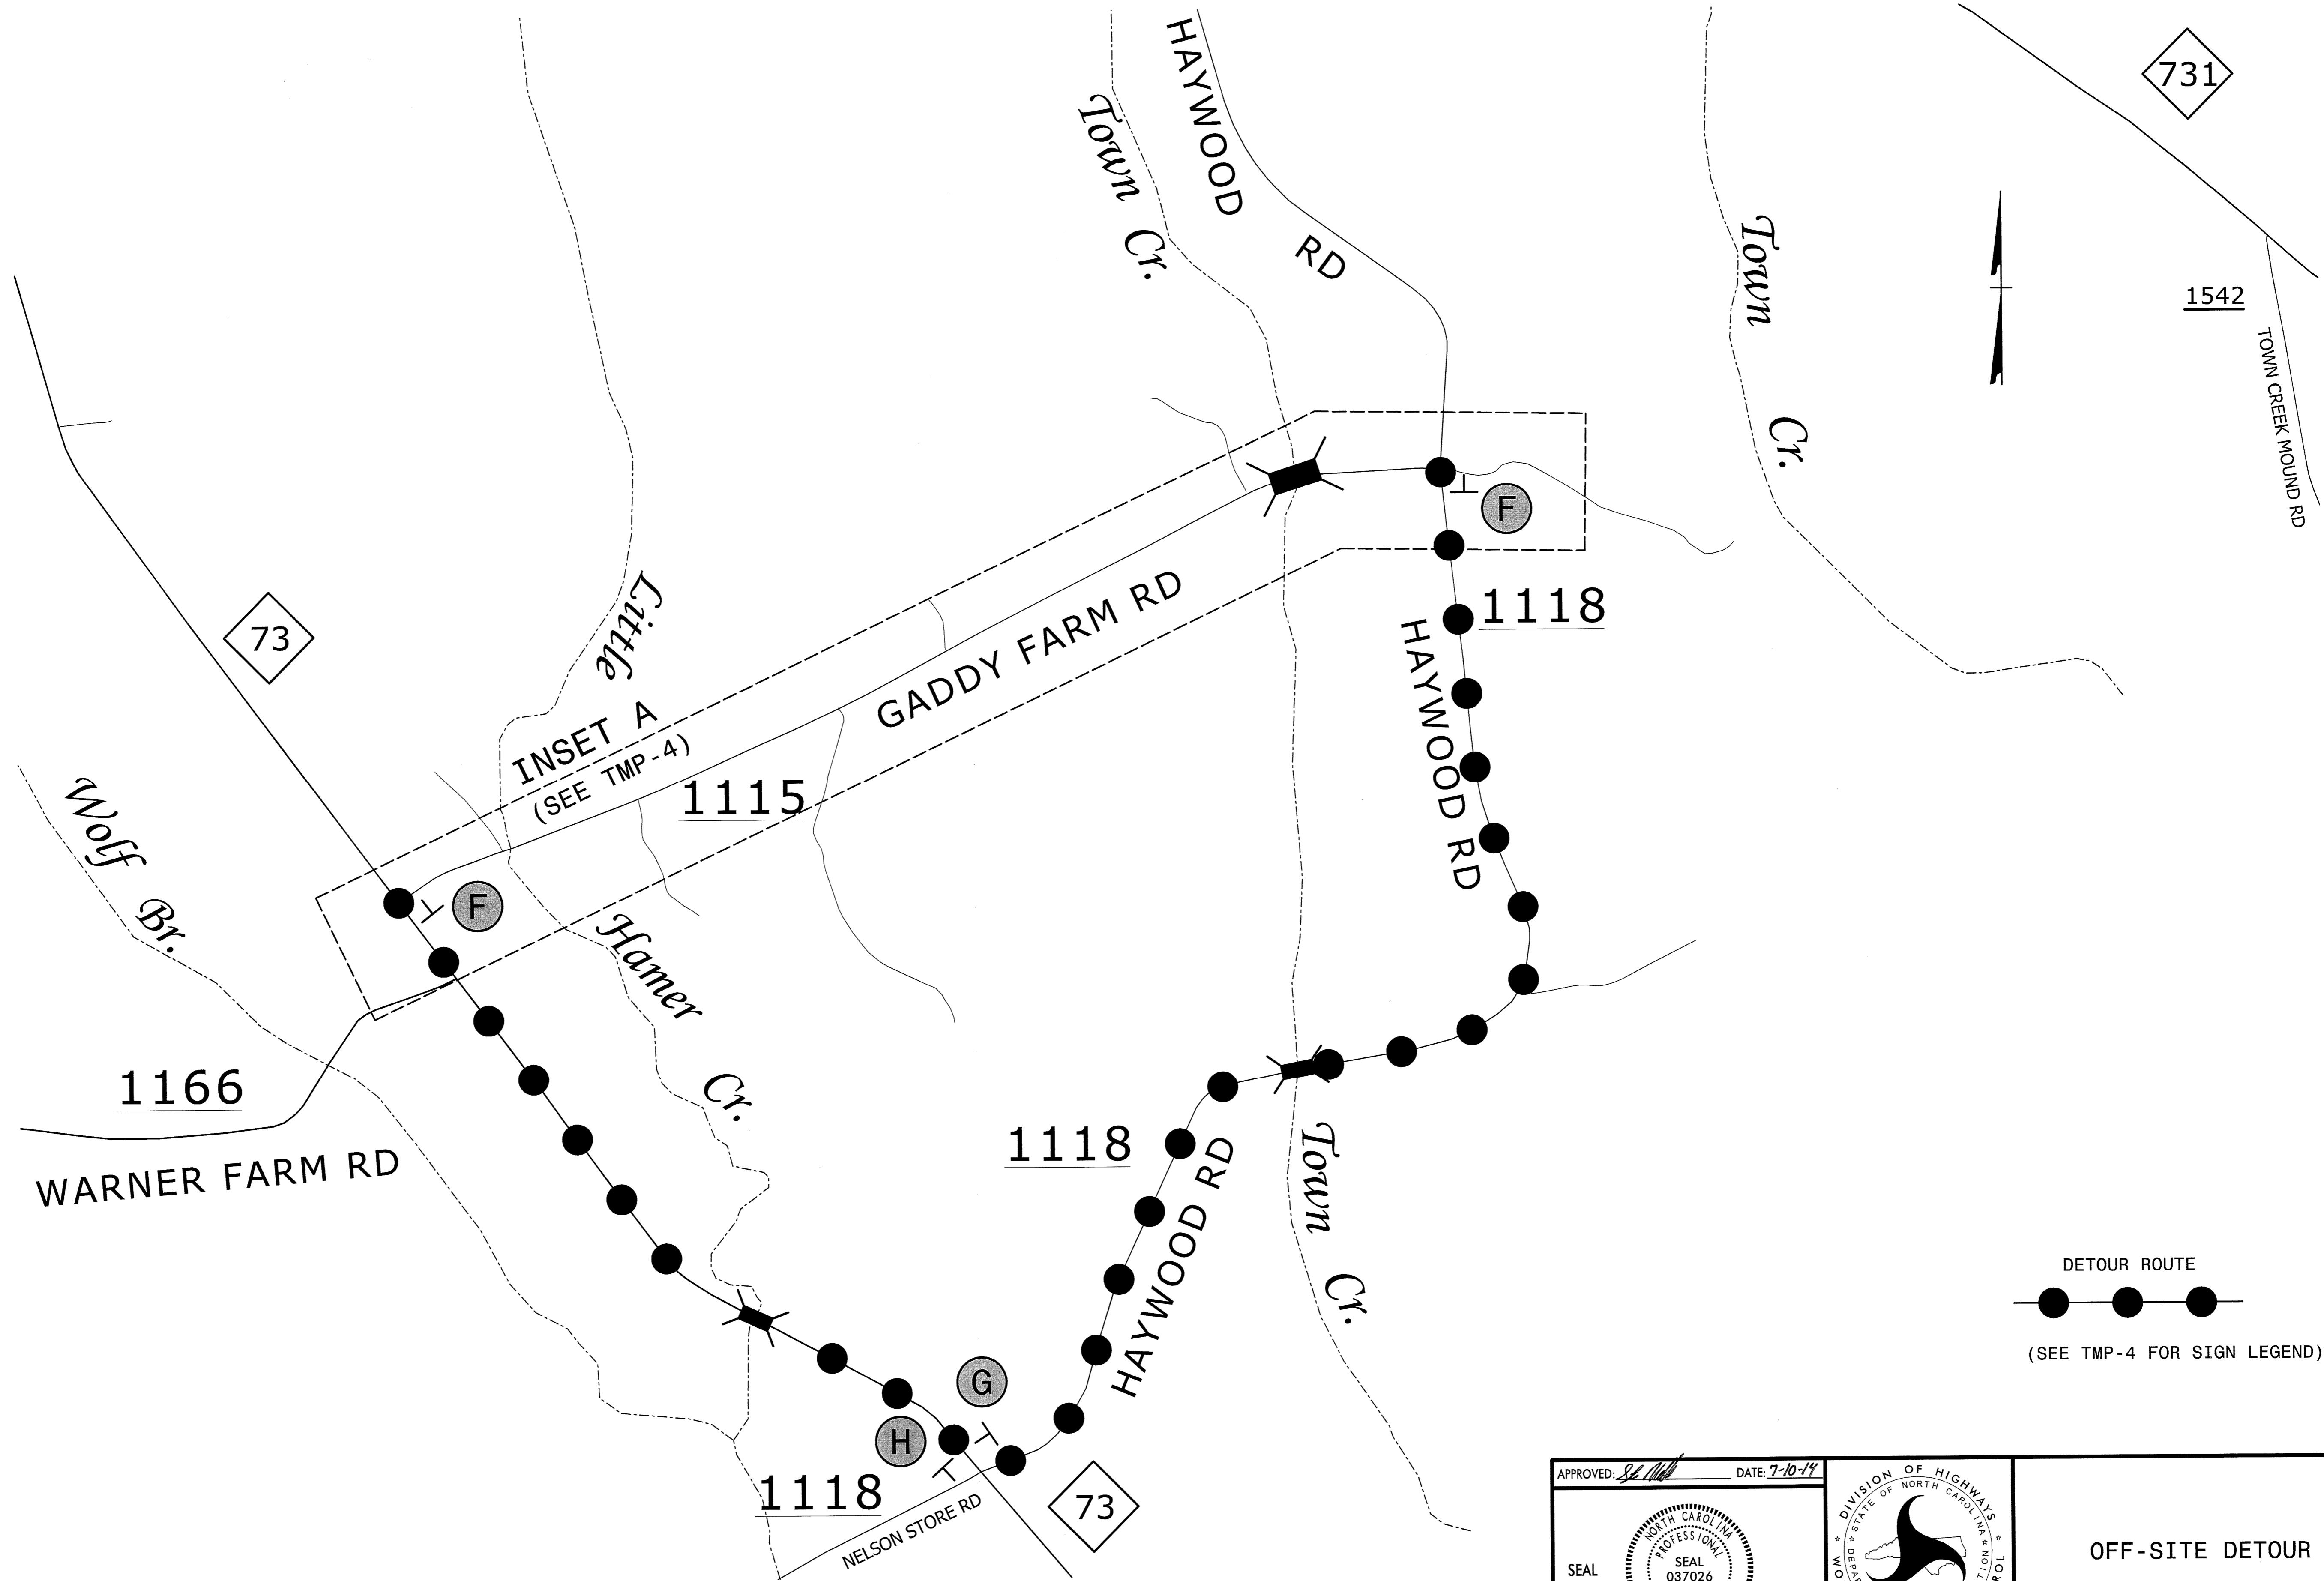 HAYWOOD RD
731
Town Cr.
Town Cr.
1542
TOWN CREEK MOUND RD
F
1118
73
Little
HAYWOOD RD
GADDY FARM RD
INSET A
(SEE TMP-4)
1115
Wolf Br.
F
Hamer Cr.
1166
WARNER FARM RD
1118
HAYWOOD RD
Town Cr.
DETOUR ROUTE
(SEE TMP-4 FOR SIGN LEGEND)
G
H
1118
NELSON STORE RD
73
APPROVED:
DATE: 7-10-14
SEAL
NORTH CAROLINA
PROFESSIONAL
SEAL
037026
DIVISION OF HIGHWAYS
STATE OF NORTH CAROLINA
OFF-SITE DETOUR